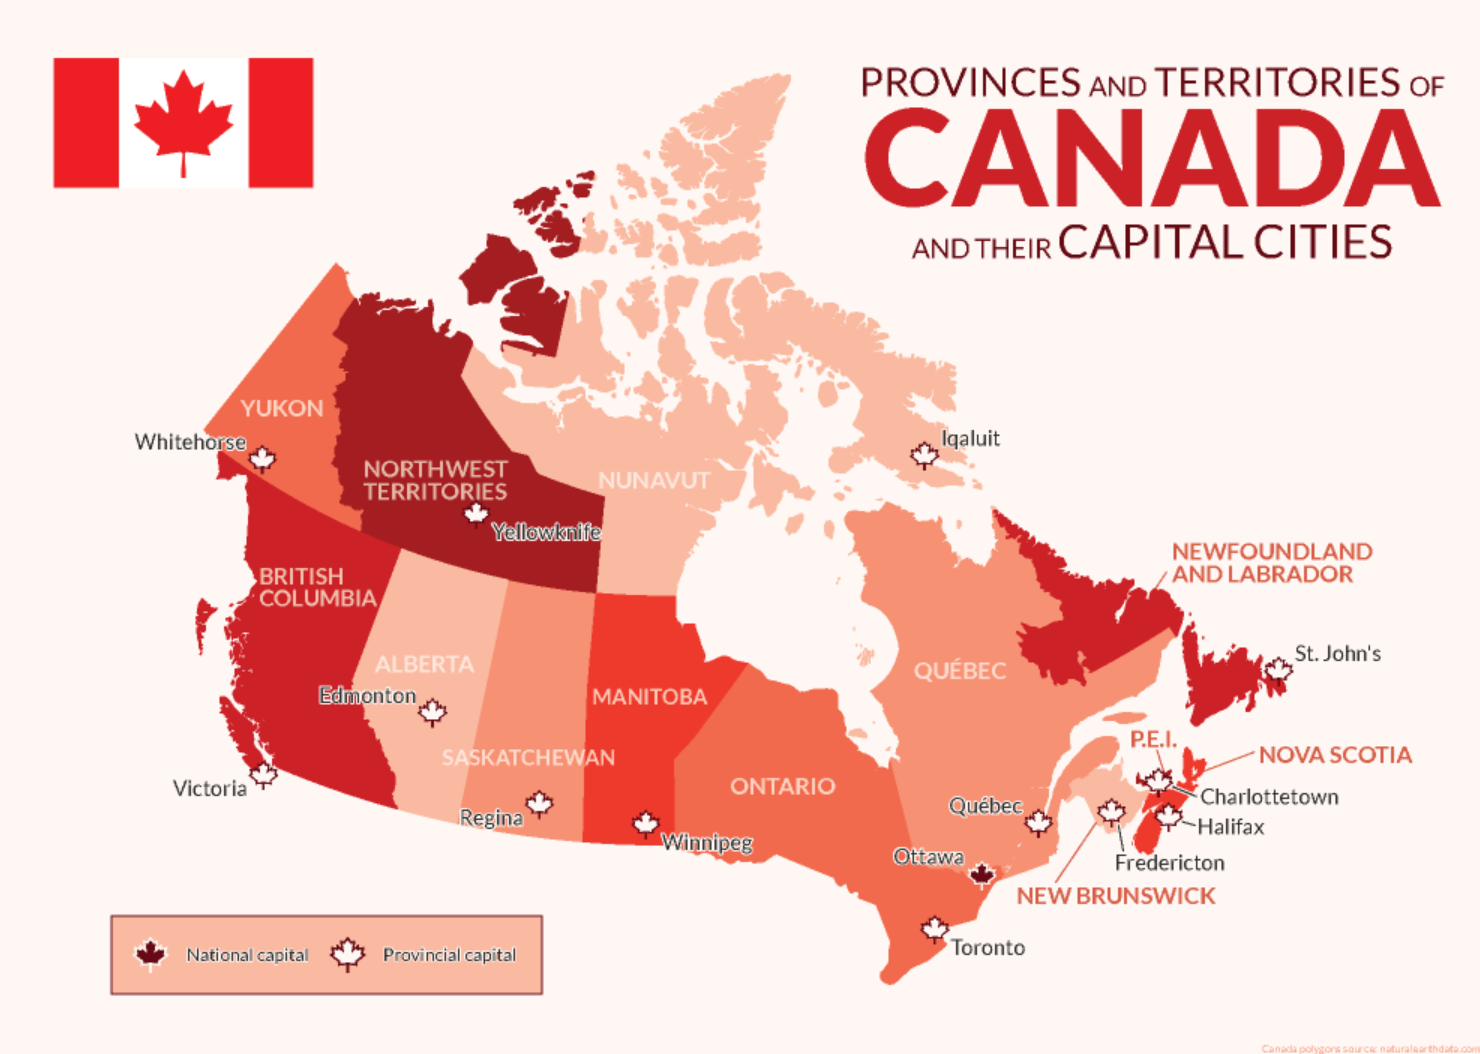 PROVINCES AND TERRITORIES OF
CANADA
AND THEIR CAPITAL CITIES
YUKON
Whitehorse
NORTHWEST
TERRITORIES
Yellowknife
NUNAVUT
Iqaluit
BRITISH
COLUMBIA
Victoria
ALBERTA
Edmonton
SASKATCHEWAN
Regina
MANITOBA
Winnipeg
ONTARIO
Ottawa
Toronto
QUÉBEC
Québec
NEWFOUNDLAND
AND LABRADOR
St. John's
P.E.I.
NOVA SCOTIA
Charlottetown
Halifax
Fredericton
NEW BRUNSWICK
National capital
Provincial capital
Canada polygons source: naturalearthdata.com